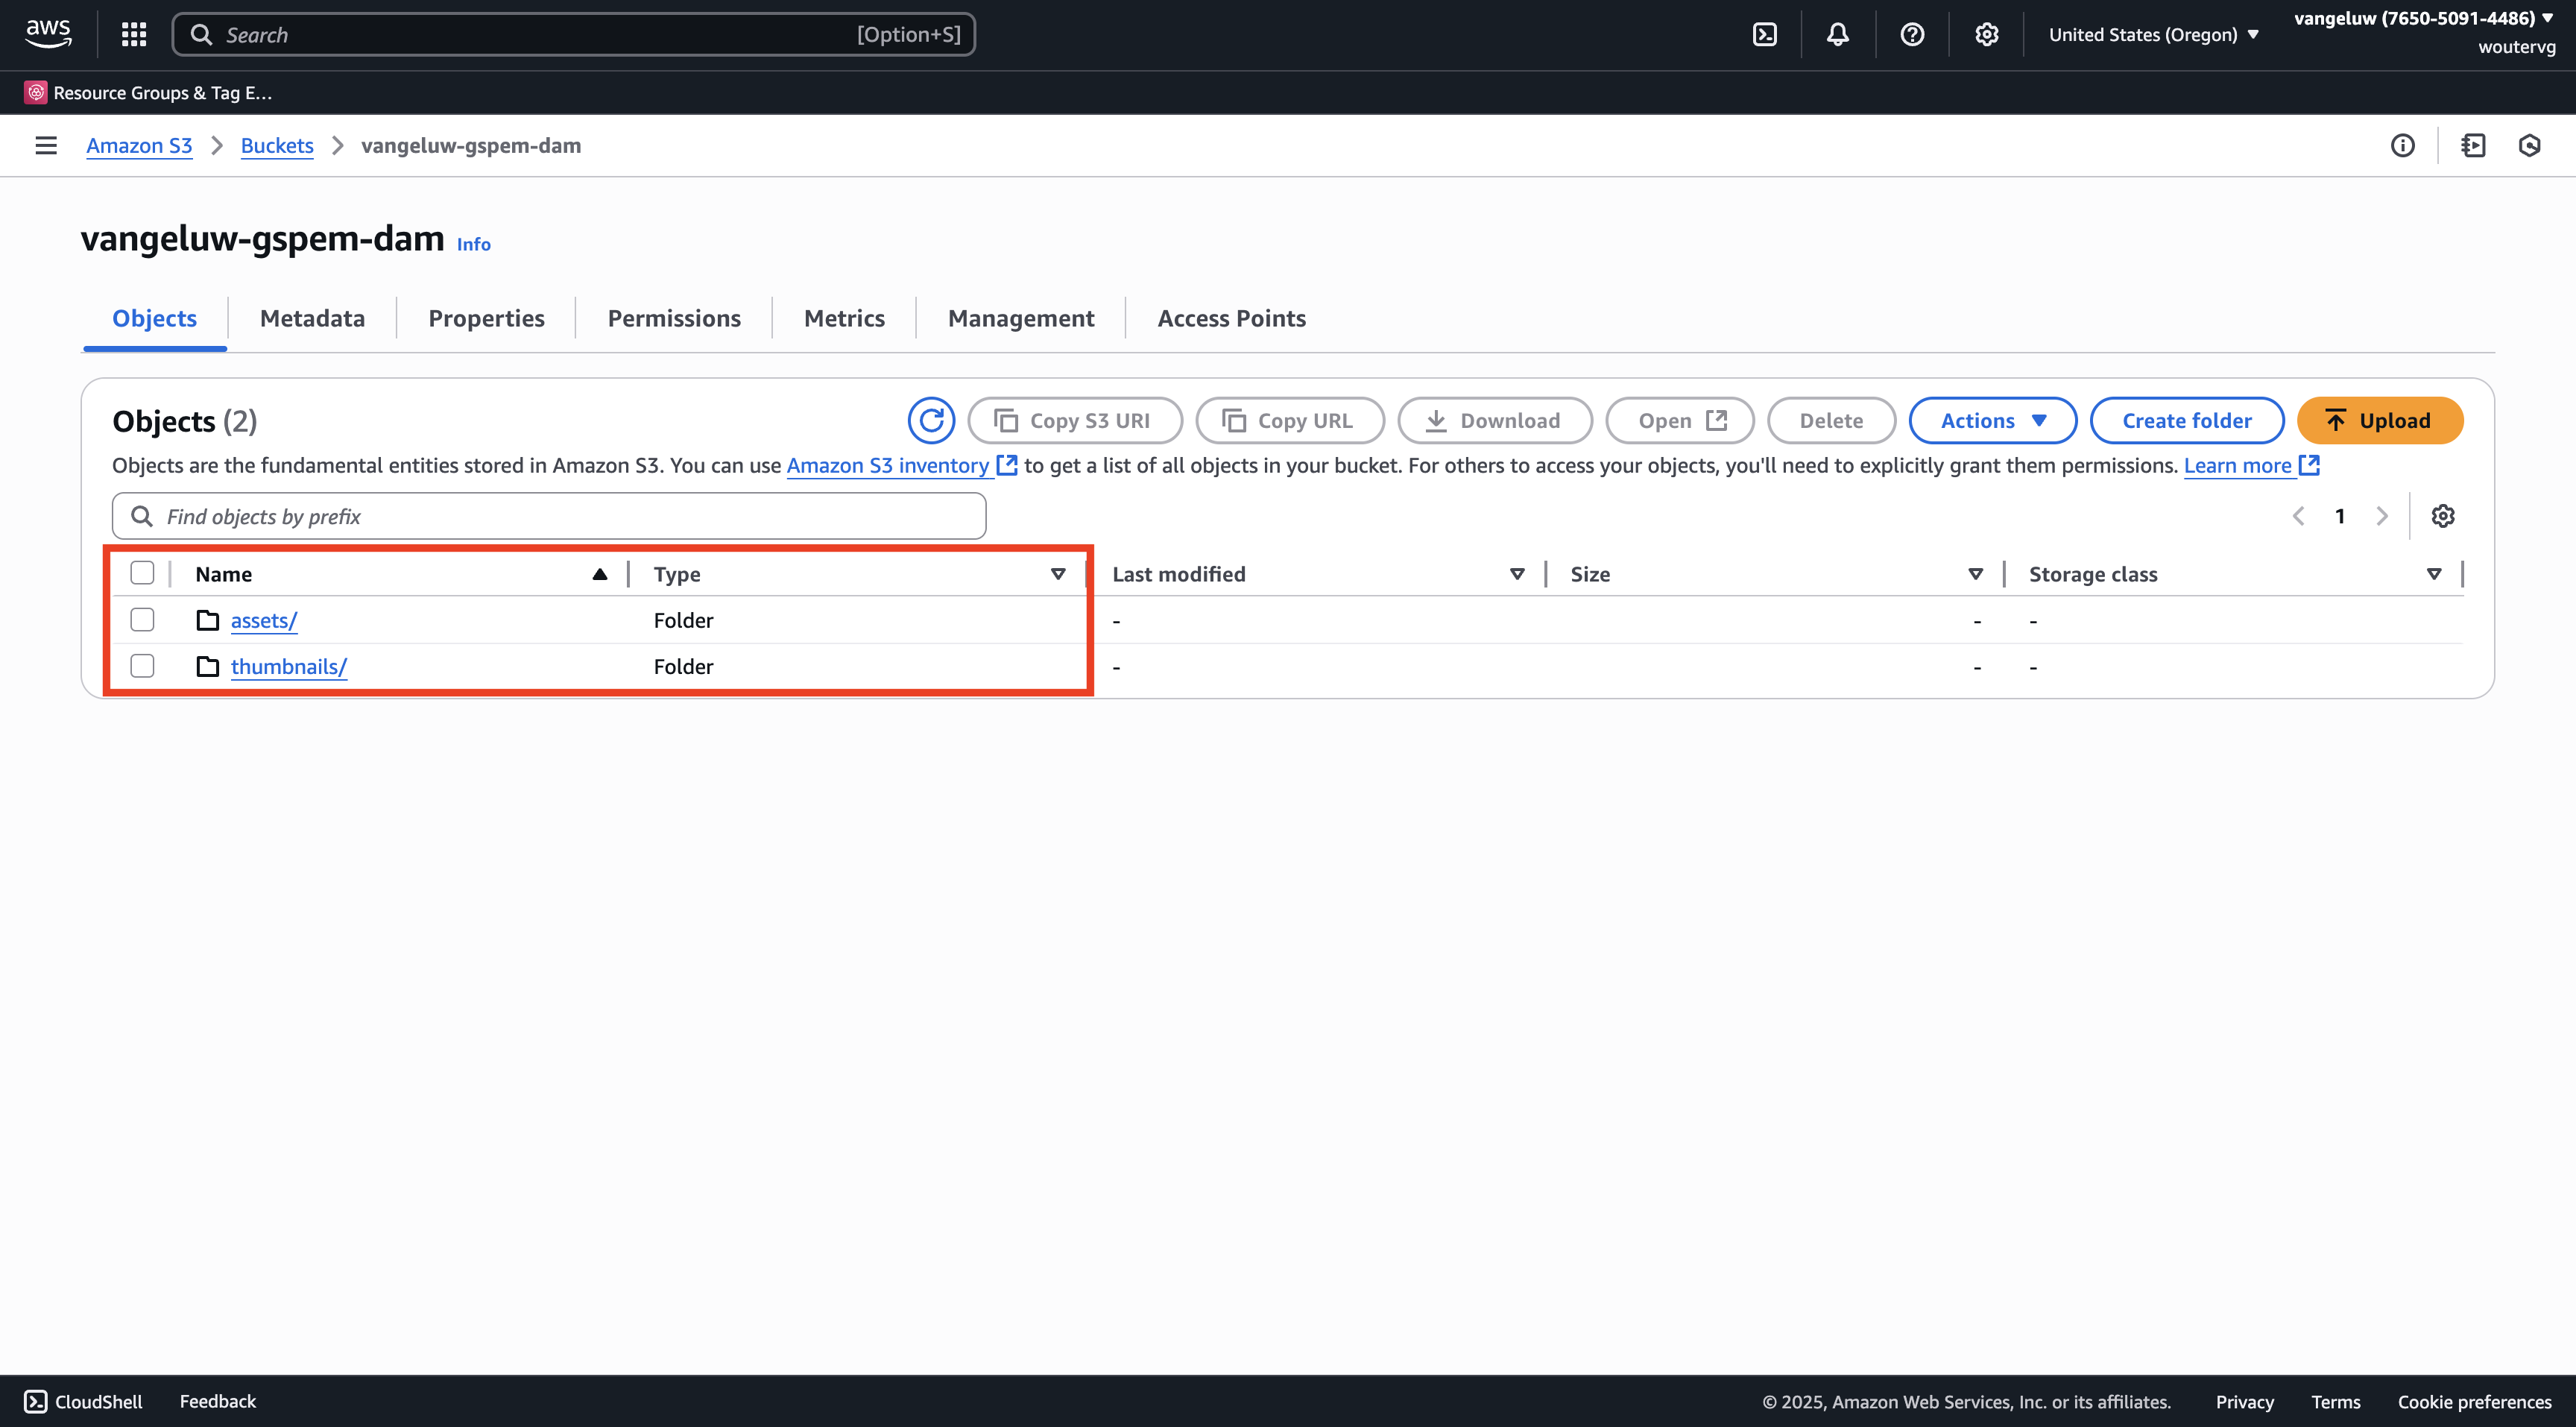 aws
Search [Option+S]
United States (Oregon)
vangeluw (7650-5091-4486)
woutervg
Resource Groups & Tag E...
Amazon S3 Buckets vangeluw-gspem-dam
vangeluw-gspem-dam Info
Objects Metadata Properties Permissions Metrics Management Access Points
Objects (2) Copy S3 URI Copy URL Download Open Delete Actions Create folder Upload
Objects are the fundamental entities stored in Amazon S3. You can use Amazon S3 inventory to get a list of all objects in your bucket. For others to access your objects, you'll need to explicitly grant them permissions. Learn more
Find objects by prefix 1
Name Type Last modified Size Storage class
assets/ Folder - - -
thumbnails/ Folder - - -
CloudShell Feedback © 2025, Amazon Web Services, Inc. or its affiliates. Privacy Terms Cookie preferences